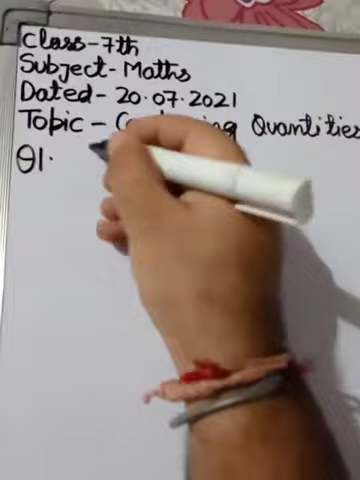 Class-7th
Subject-Maths
Dated-20.07.2021
Topic- Quantities
Q1.